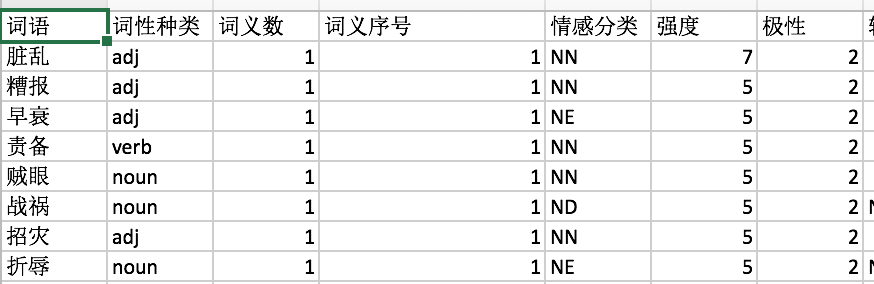 词语 词性种类 词义数 词义序号 情感分类 强度 极性
脏乱 adj 1 1 NN 7 2
糟报 adj 1 1 NN 5 2
早衰 adj 1 1 NE 5 2
责备 verb 1 1 NN 5 2
贼眼 noun 1 1 NN 5 2
战祸 noun 1 1 ND 5 2
招灾 adj 1 1 NN 5 2
折辱 noun 1 1 NE 5 2